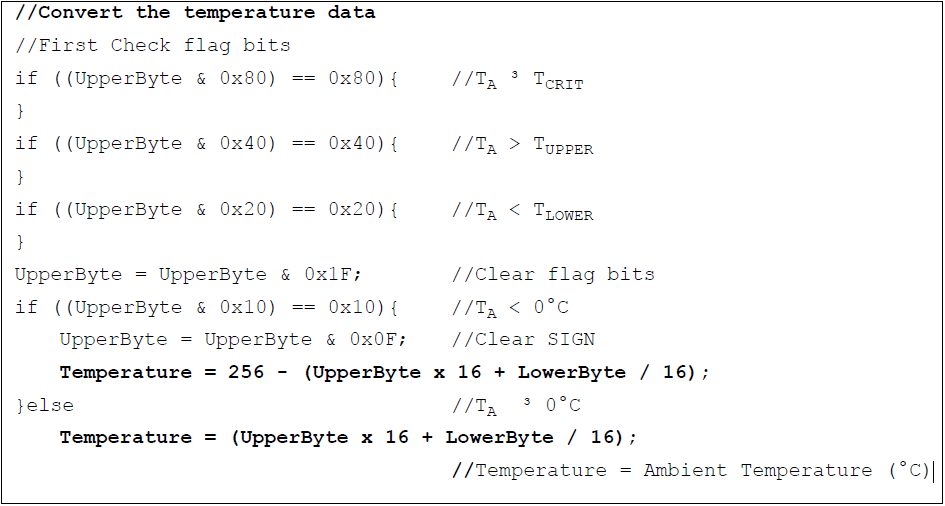 //Convert the temperature data
//First Check flag bits
if ((UpperByte & 0x80) == 0x80){ //TA ³ TCRIT
}
if ((UpperByte & 0x40) == 0x40){ //TA > TUPPER
}
if ((UpperByte & 0x20) == 0x20){ //TA < TLOWER
}
UpperByte = UpperByte & 0x1F; //Clear flag bits
if ((UpperByte & 0x10) == 0x10){ //TA < 0°C
UpperByte = UpperByte & 0x0F; //Clear SIGN
Temperature = 256 - (UpperByte x 16 + LowerByte / 16);
}else //TA ³ 0°C
Temperature = (UpperByte x 16 + LowerByte / 16);
//Temperature = Ambient Temperature (°C)